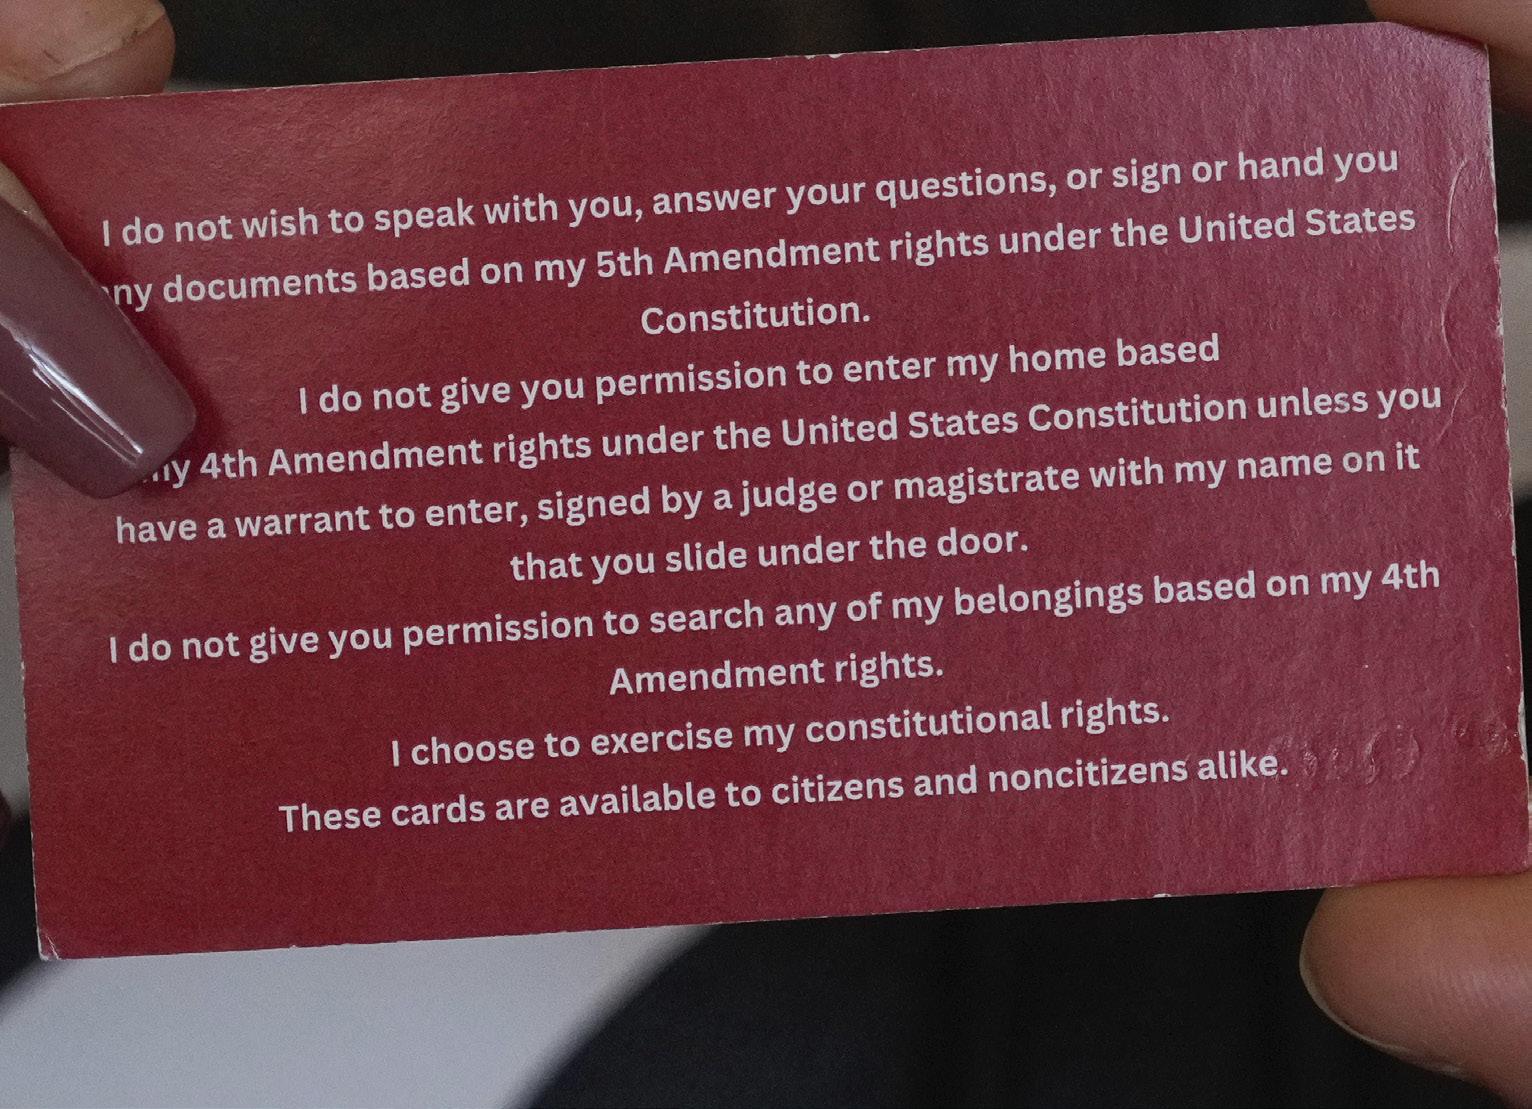 I do not wish to speak with you, answer your questions, or sign or hand you
documents based on my 5th Amendment rights under the United States
Constitution.
I do not give you permission to enter my home based
4th Amendment rights under the United States Constitution unless you
have a warrant to enter, signed by a judge or magistrate with my name on it
that you slide under the door.
I do not give you permission to search any of my belongings based on my 4th
Amendment rights.
I choose to exercise my constitutional rights.
These cards are available to citizens and noncitizens alike.